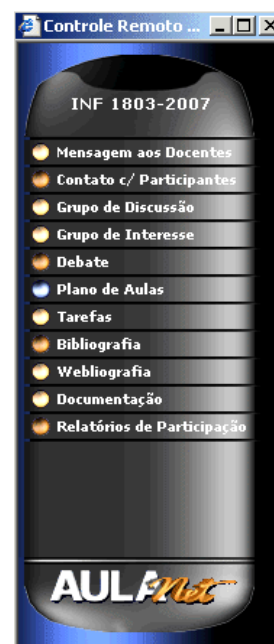 Controle Remoto ...
INF 1803-2007
Mensagem aos Docentes
Contato c/ Participantes
Grupo de Discussão
Grupo de Interesse
Debate
Plano de Aulas
Tarefas
Bibliografia
Webliografia
Documentação
Relatórios de Participação
AULANet